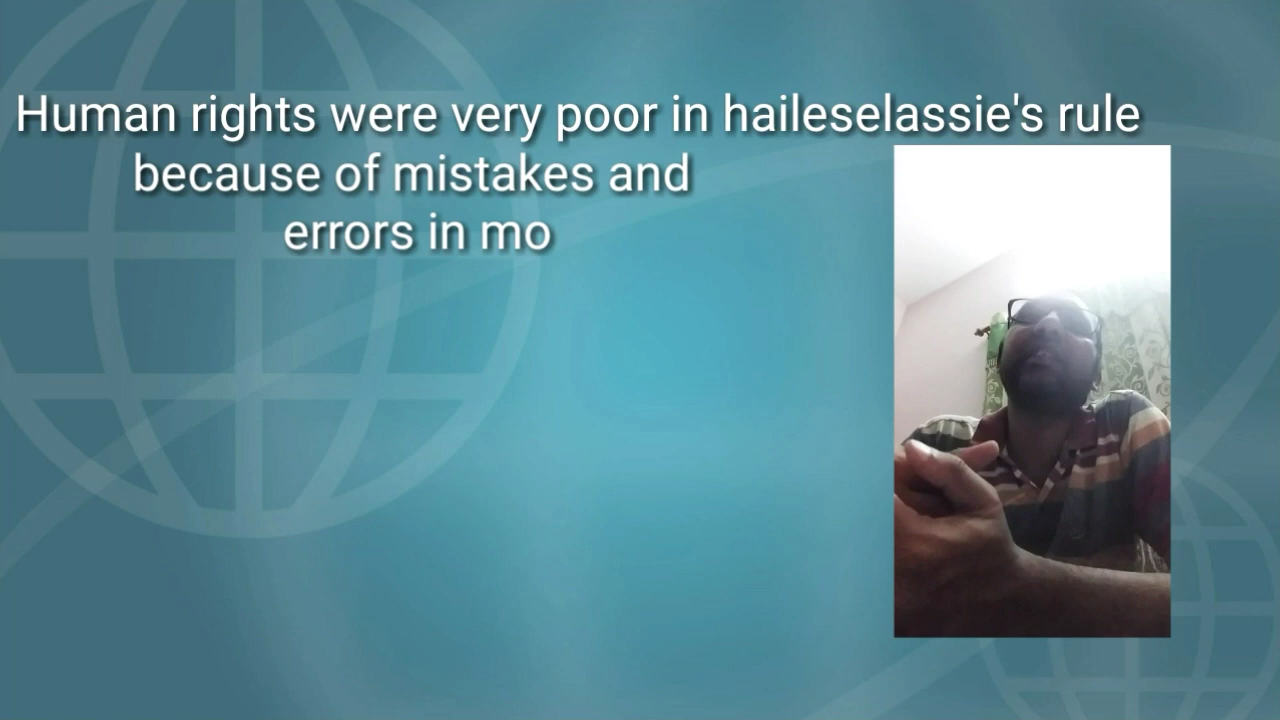 Human rights were very poor in haileselassie's rule
because of mistakes and
errors in mo